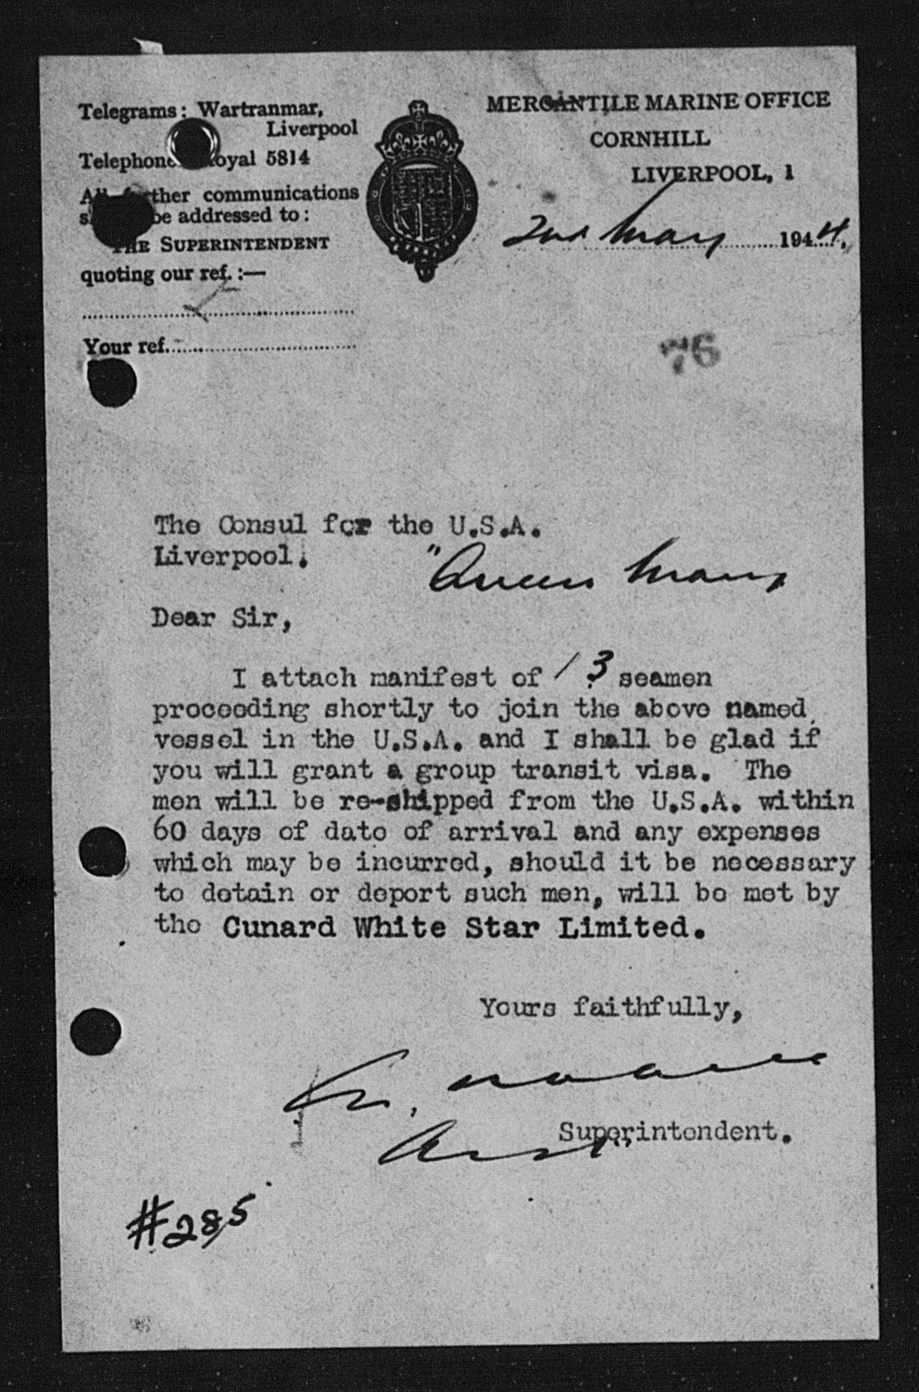 Telegrams: Wartranmar,
Liverpool
Telephone Royal 5814
All further communications
should be addressed to:
THE SUPERINTENDENT
quoting our ref.:—
Your ref.
MERCANTILE MARINE OFFICE
CORNHILL
LIVERPOOL, 1
2nd May 1944.
76
The Consul for the U.S.A.
Liverpool.
"Queen Mary
Dear Sir,
I attach manifest of 13 seamen
proceeding shortly to join the above named
vessel in the U.S.A. and I shall be glad if
you will grant a group transit visa. The
men will be re-shipped from the U.S.A. within
60 days of date of arrival and any expenses
which may be incurred, should it be necessary
to detain or deport such men, will be met by
the Cunard White Star Limited.
Yours faithfully,
Superintendent.
#285